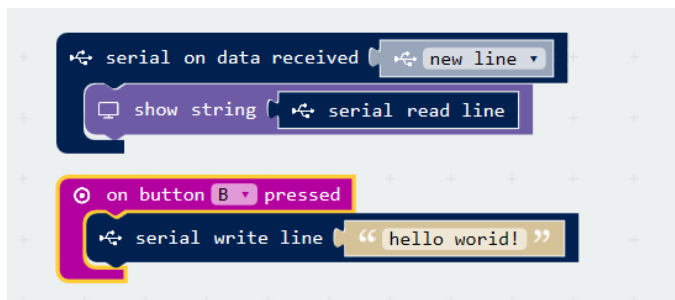 serial on data received new line
show string serial read line
on button B pressed
serial write line “ hello worid! ”